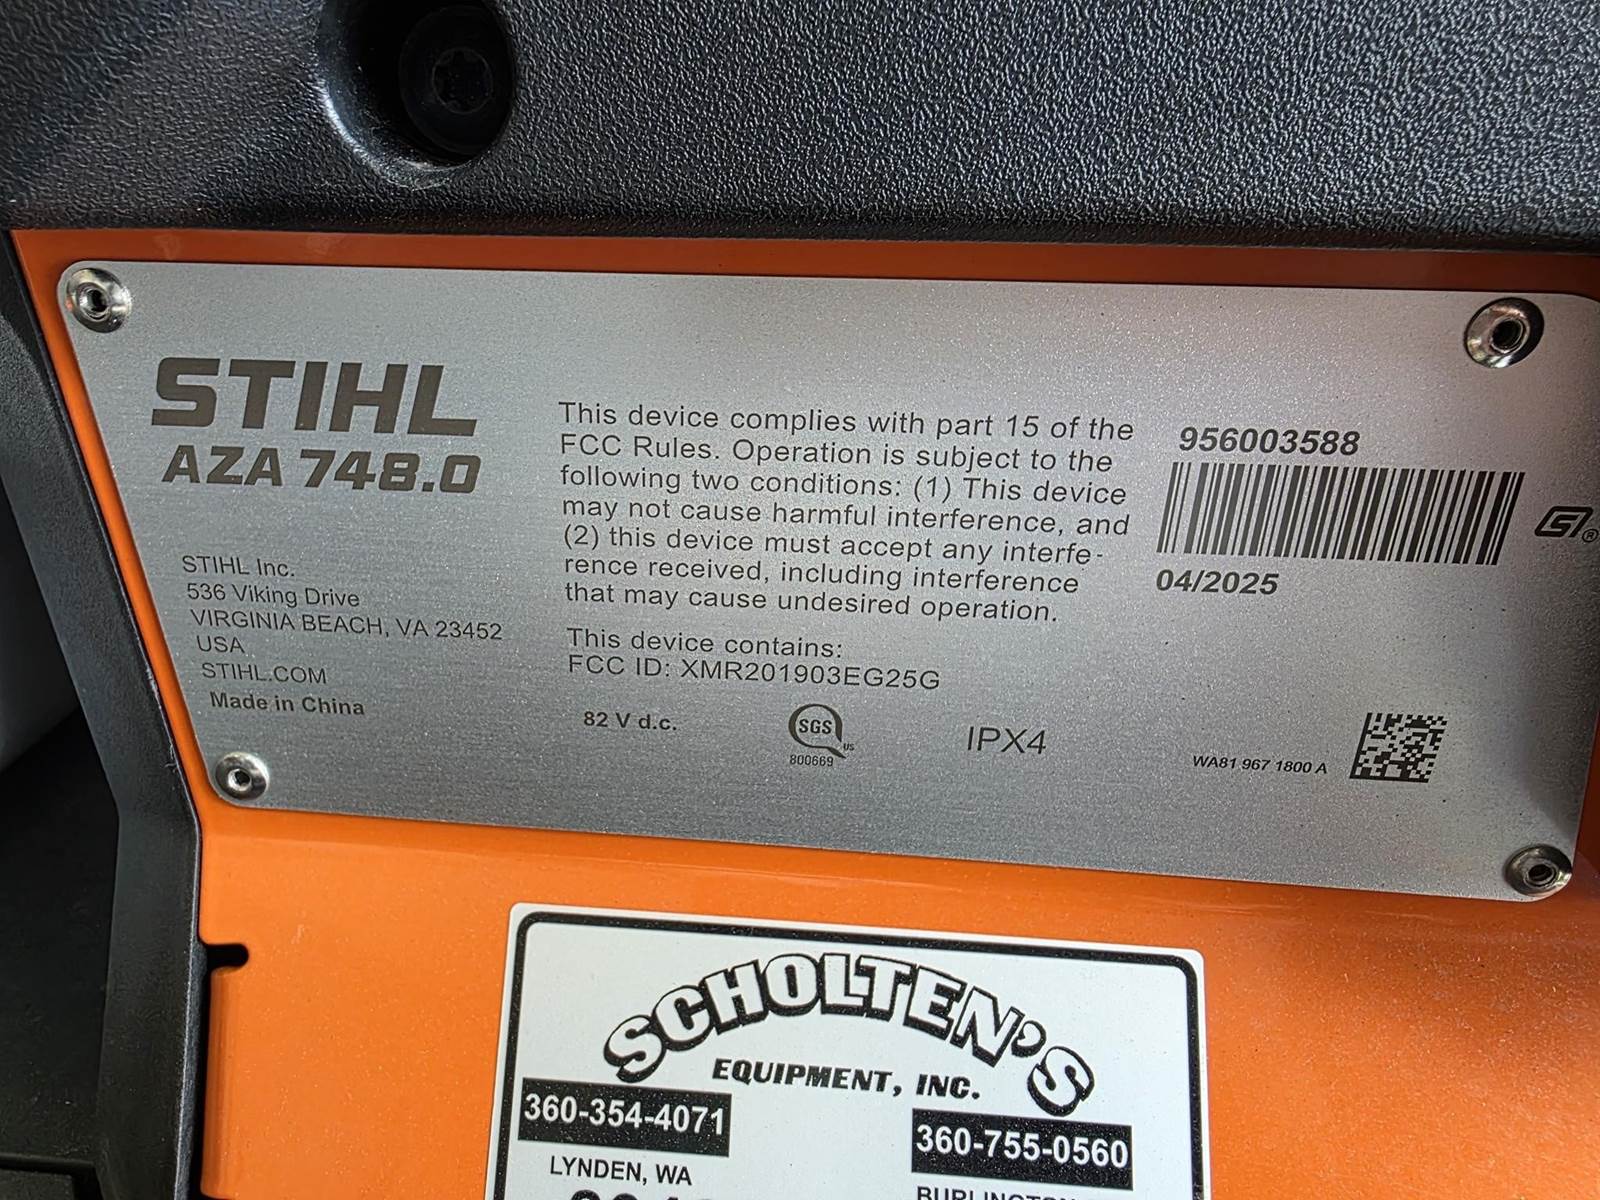 STIHL
AZA 748.0
STIHL Inc.
536 Viking Drive
VIRGINIA BEACH, VA 23452
USA
STIHL.COM
Made in China
This device complies with part 15 of the
FCC Rules. Operation is subject to the
following two conditions: (1) This device
may not cause harmful interference, and
(2) this device must accept any interfe-
rence received, including interference
that may cause undesired operation.
This device contains:
FCC ID: XMR201903EG25G
82 V d.c.
SGS
US
800669
IPX4
956003588
04/2025
WA81 967 1800 A
SCHOLTEN'S
EQUIPMENT, INC.
360-354-4071
LYNDEN, WA
360-755-0560